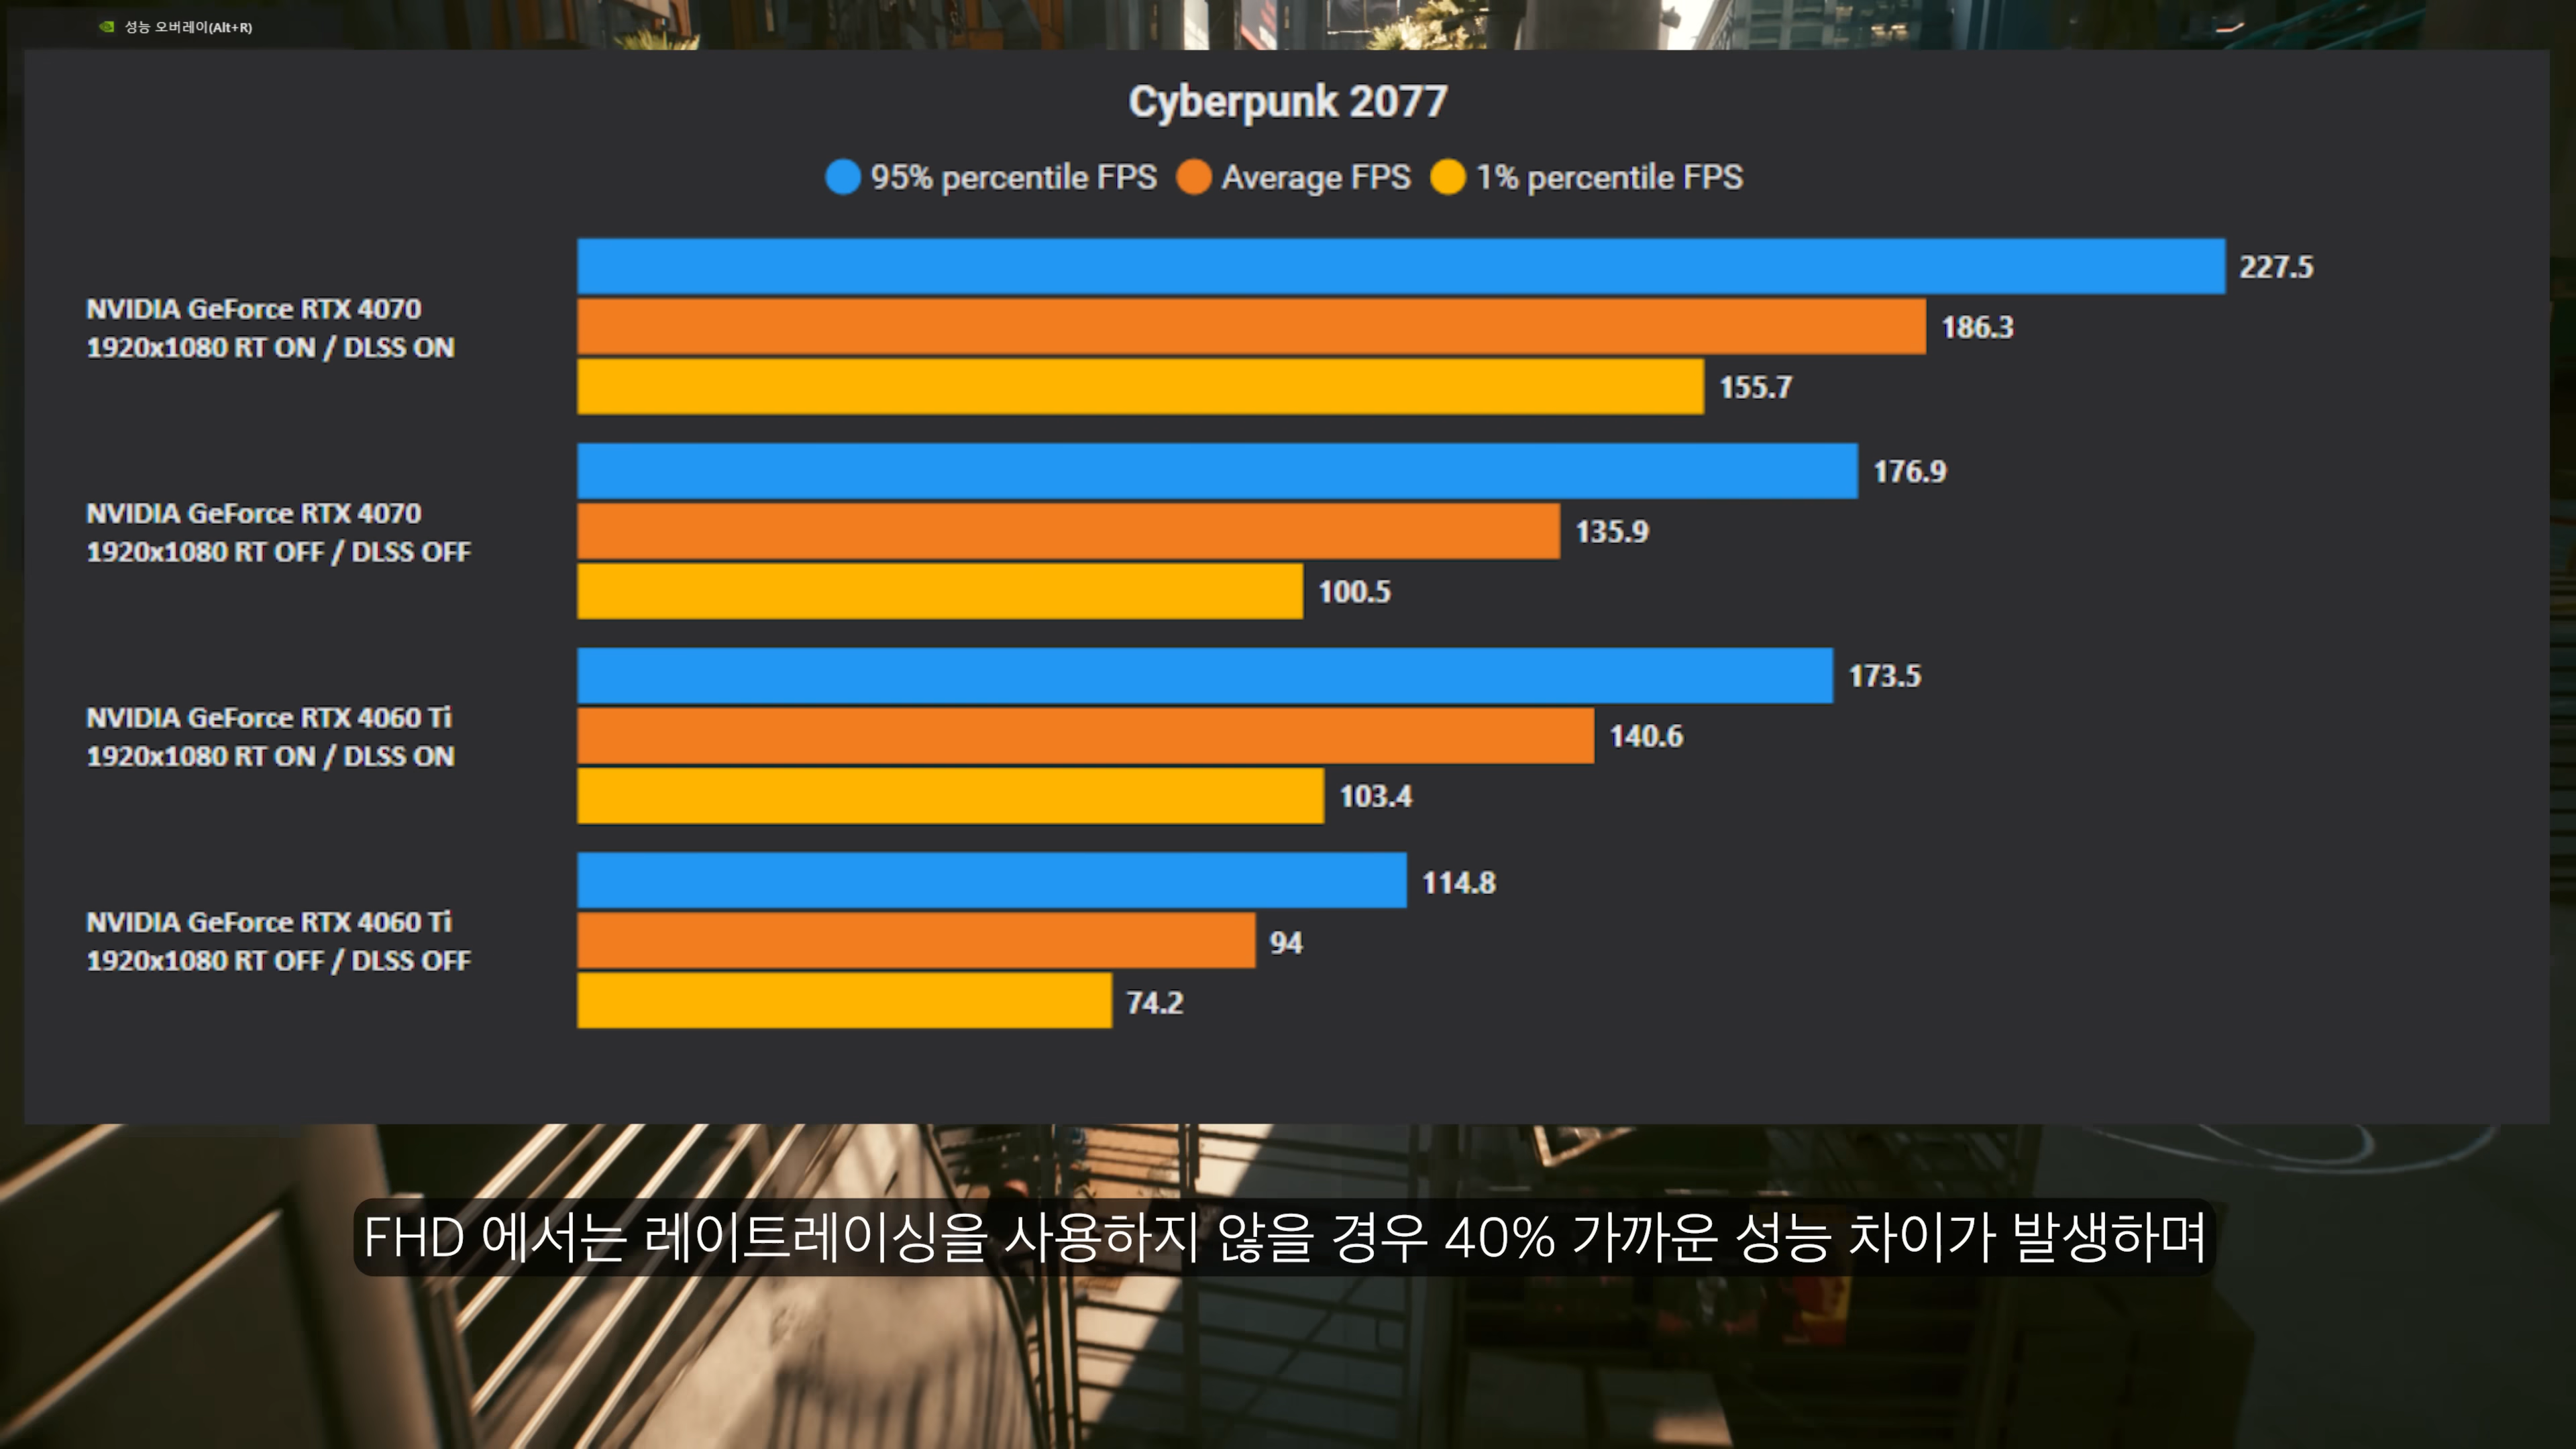 성능 오버레이(Alt+R)
Cyberpunk 2077
95% percentile FPS Average FPS 1% percentile FPS
227.5
NVIDIA GeForce RTX 4070
1920x1080 RT ON / DLSS ON
186.3
155.7
176.9
NVIDIA GeForce RTX 4070
1920x1080 RT OFF / DLSS OFF
135.9
100.5
173.5
NVIDIA GeForce RTX 4060 Ti
1920x1080 RT ON / DLSS ON
140.6
103.4
114.8
NVIDIA GeForce RTX 4060 Ti
1920x1080 RT OFF / DLSS OFF
94
74.2
FHD 에서는 레이트레이싱을 사용하지 않을 경우 40% 가까운 성능 차이가 발생하며